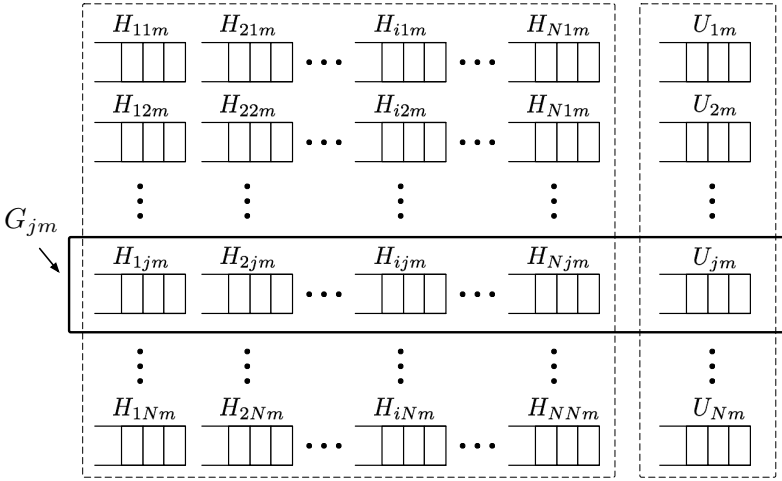 H11m H21m Hi1m HN1m U1m
H12m H22m Hi2m HN1m U2m
Gjm
H1jm H2jm Hijm HNjm Ujm
H1Nm H2Nm HiNm HNNm UNm